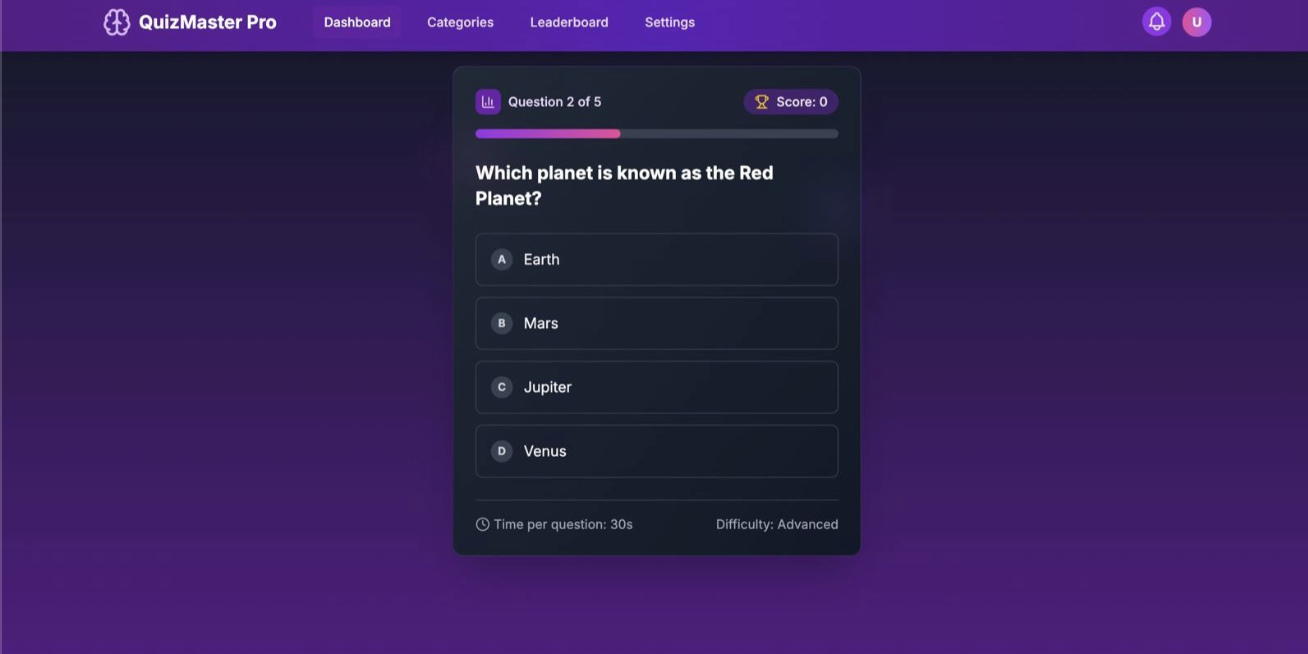 QuizMaster Pro
Dashboard
Categories
Leaderboard
Settings
U
Question 2 of 5
Score: 0
Which planet is known as the Red
Planet?
A Earth
B Mars
C Jupiter
D Venus
Time per question: 30s
Difficulty: Advanced